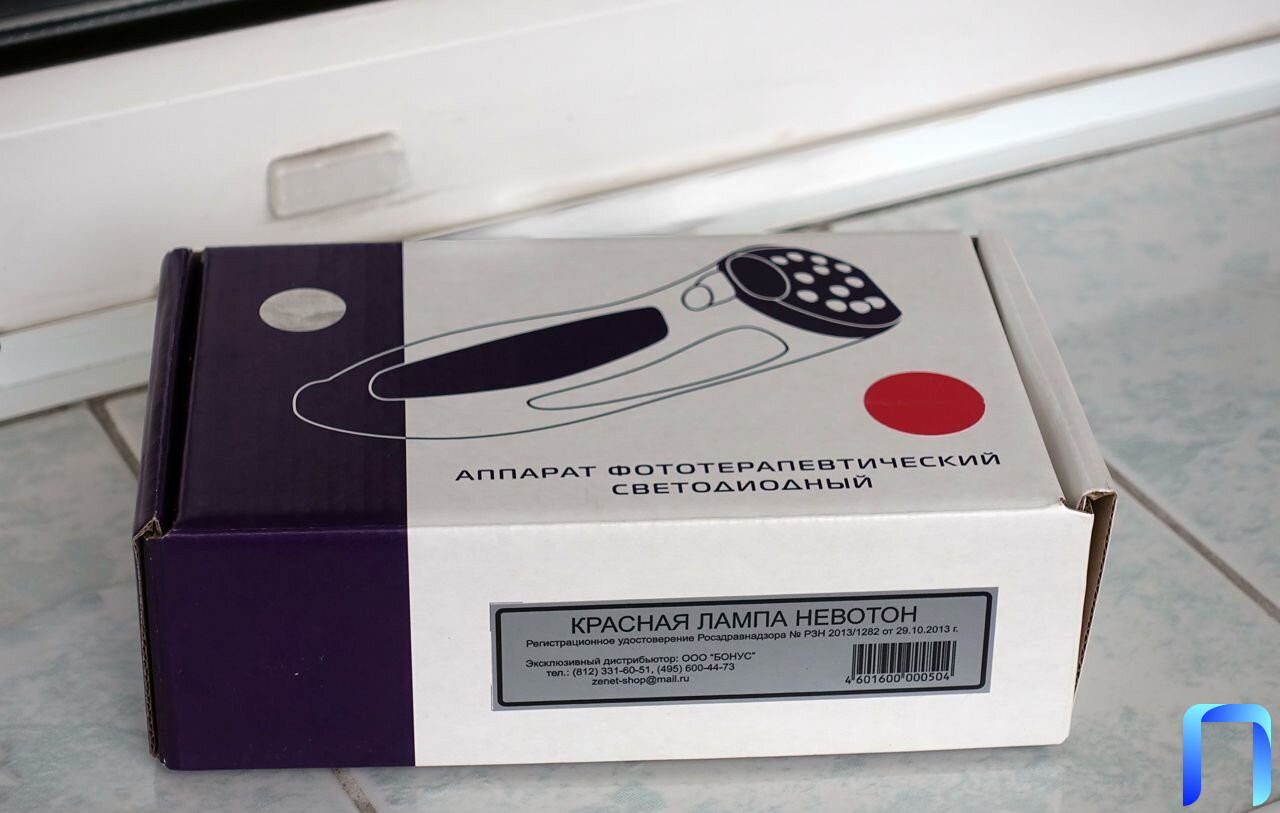 АППАРАТ ФОТОТЕРАПЕВТИЧЕСКИЙ
СВЕТОДИОДНЫЙ
КРАСНАЯ ЛАМПА НЕВОТОН
Регистрационное удостоверение Росздравнадзора № РЗН 2013/1282 от 29.10.2013 г.
Эксклюзивный дистрибьютор: ООО "БОНУС"
тел.: (812) 331-60-51, (495) 600-44-73
zenet-shop@mail.ru
4 601600 000504